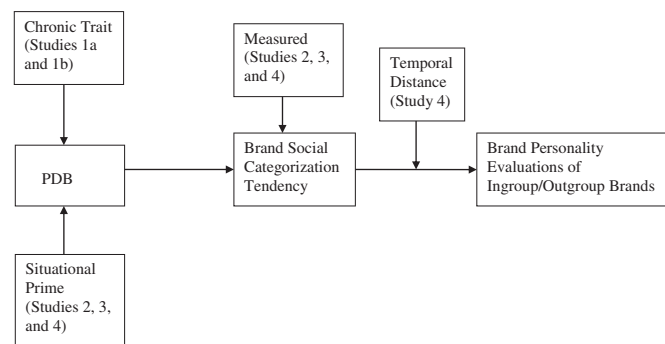 Chronic Trait
(Studies 1a
and 1b)
Measured
(Studies 2, 3,
and 4)
Temporal
Distance
(Study 4)
PDB
Brand Social
Categorization
Tendency
Brand Personality
Evaluations of
Ingroup/Outgroup Brands
Situational
Prime
(Studies 2, 3,
and 4)